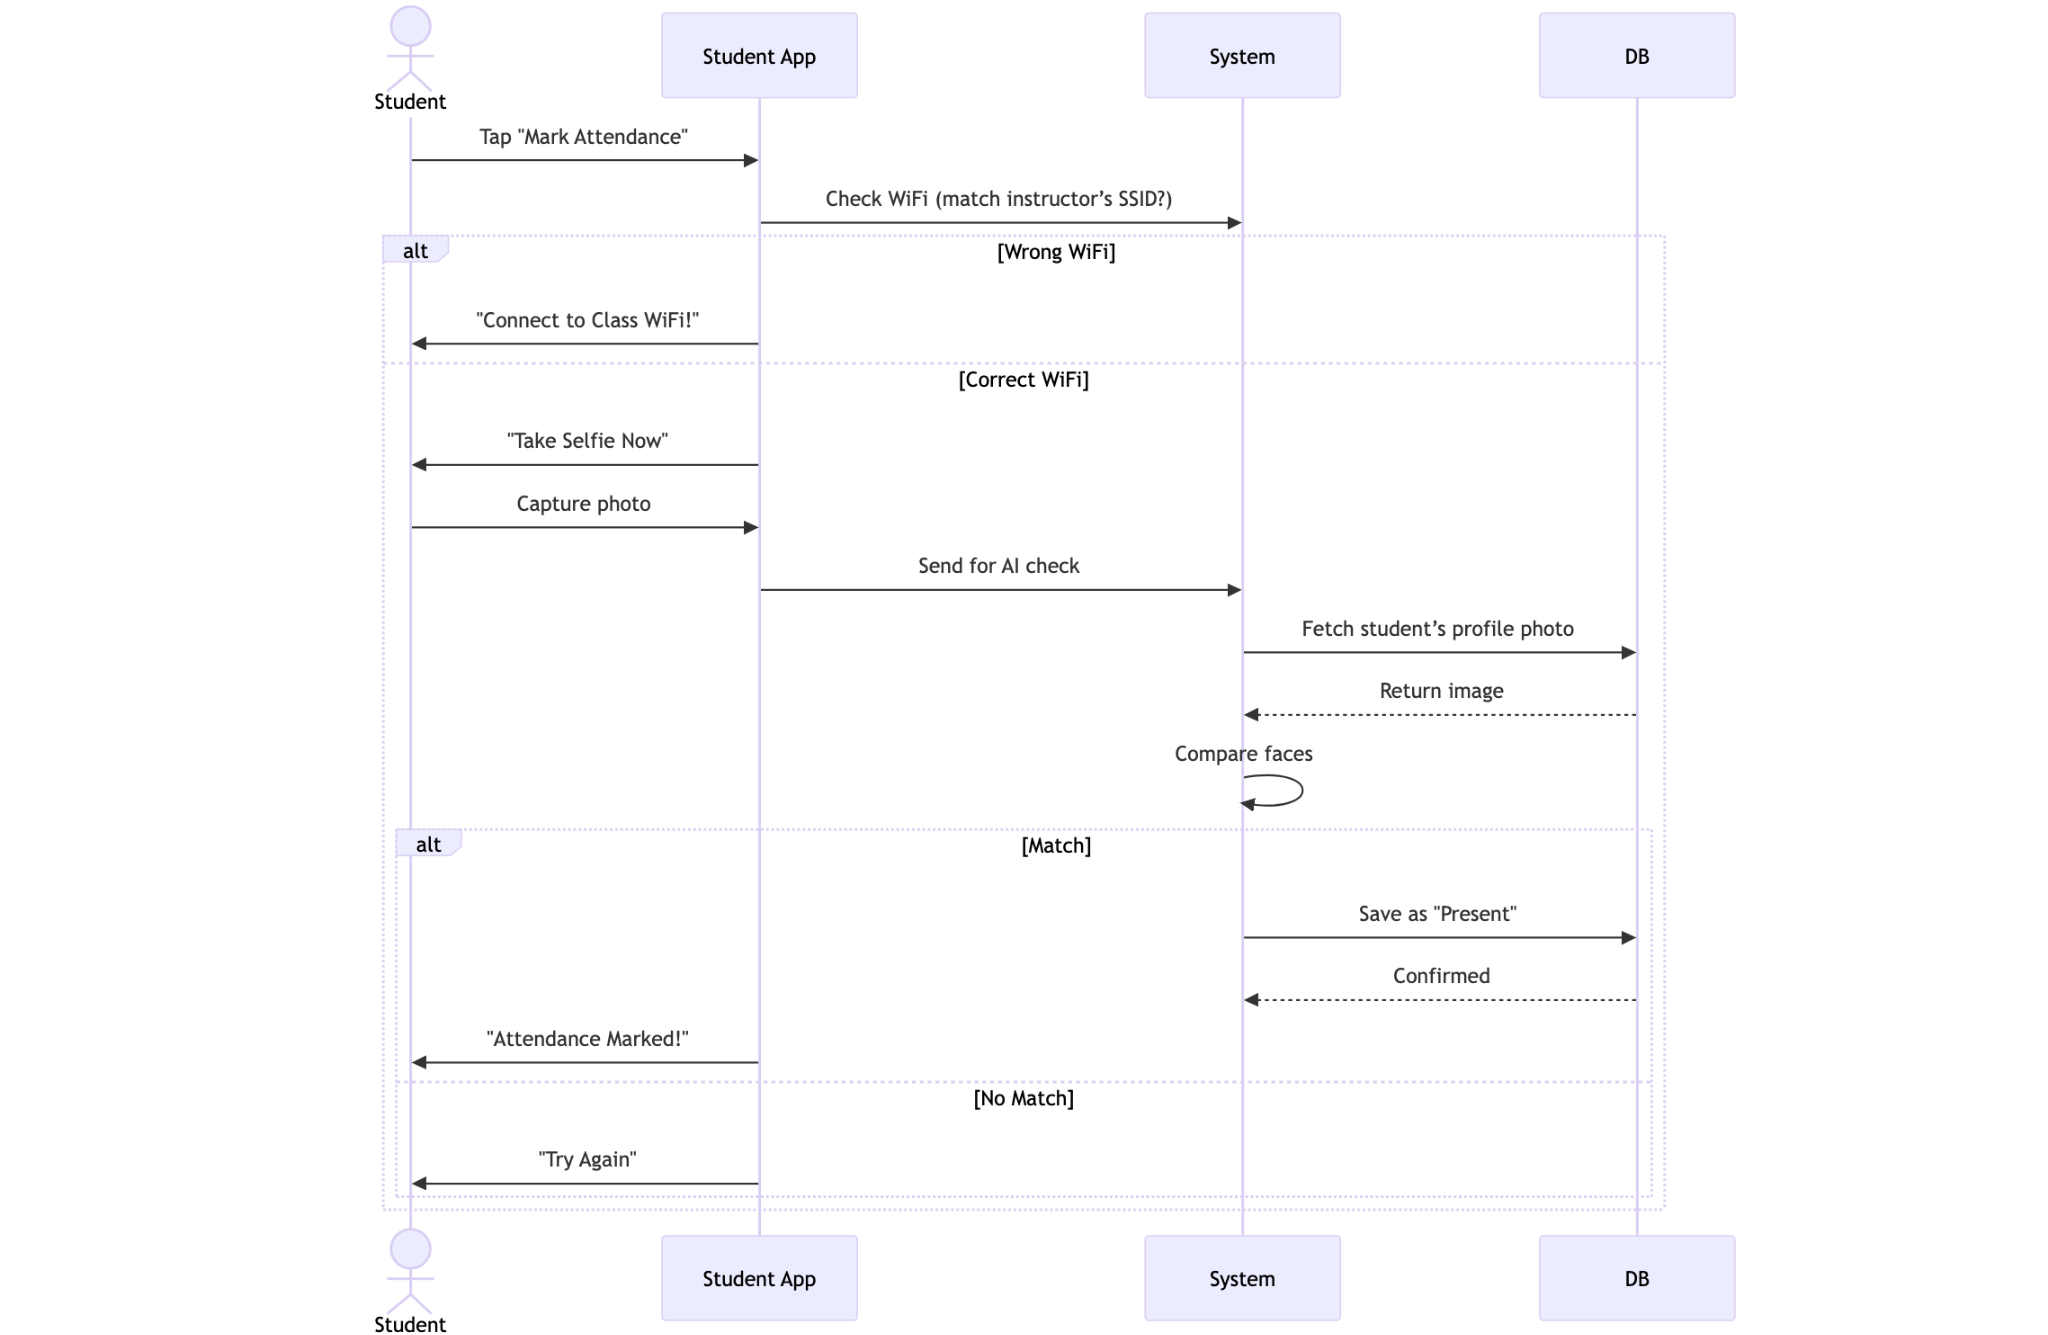 Student
Student App
System
DB
Tap "Mark Attendance"
Check WiFi (match instructor’s SSID?)
alt
[Wrong WiFi]
"Connect to Class WiFi!"
[Correct WiFi]
"Take Selfie Now"
Capture photo
Send for AI check
Fetch student’s profile photo
Return image
Compare faces
alt
[Match]
Save as "Present"
Confirmed
"Attendance Marked!"
[No Match]
"Try Again"
Student
Student App
System
DB